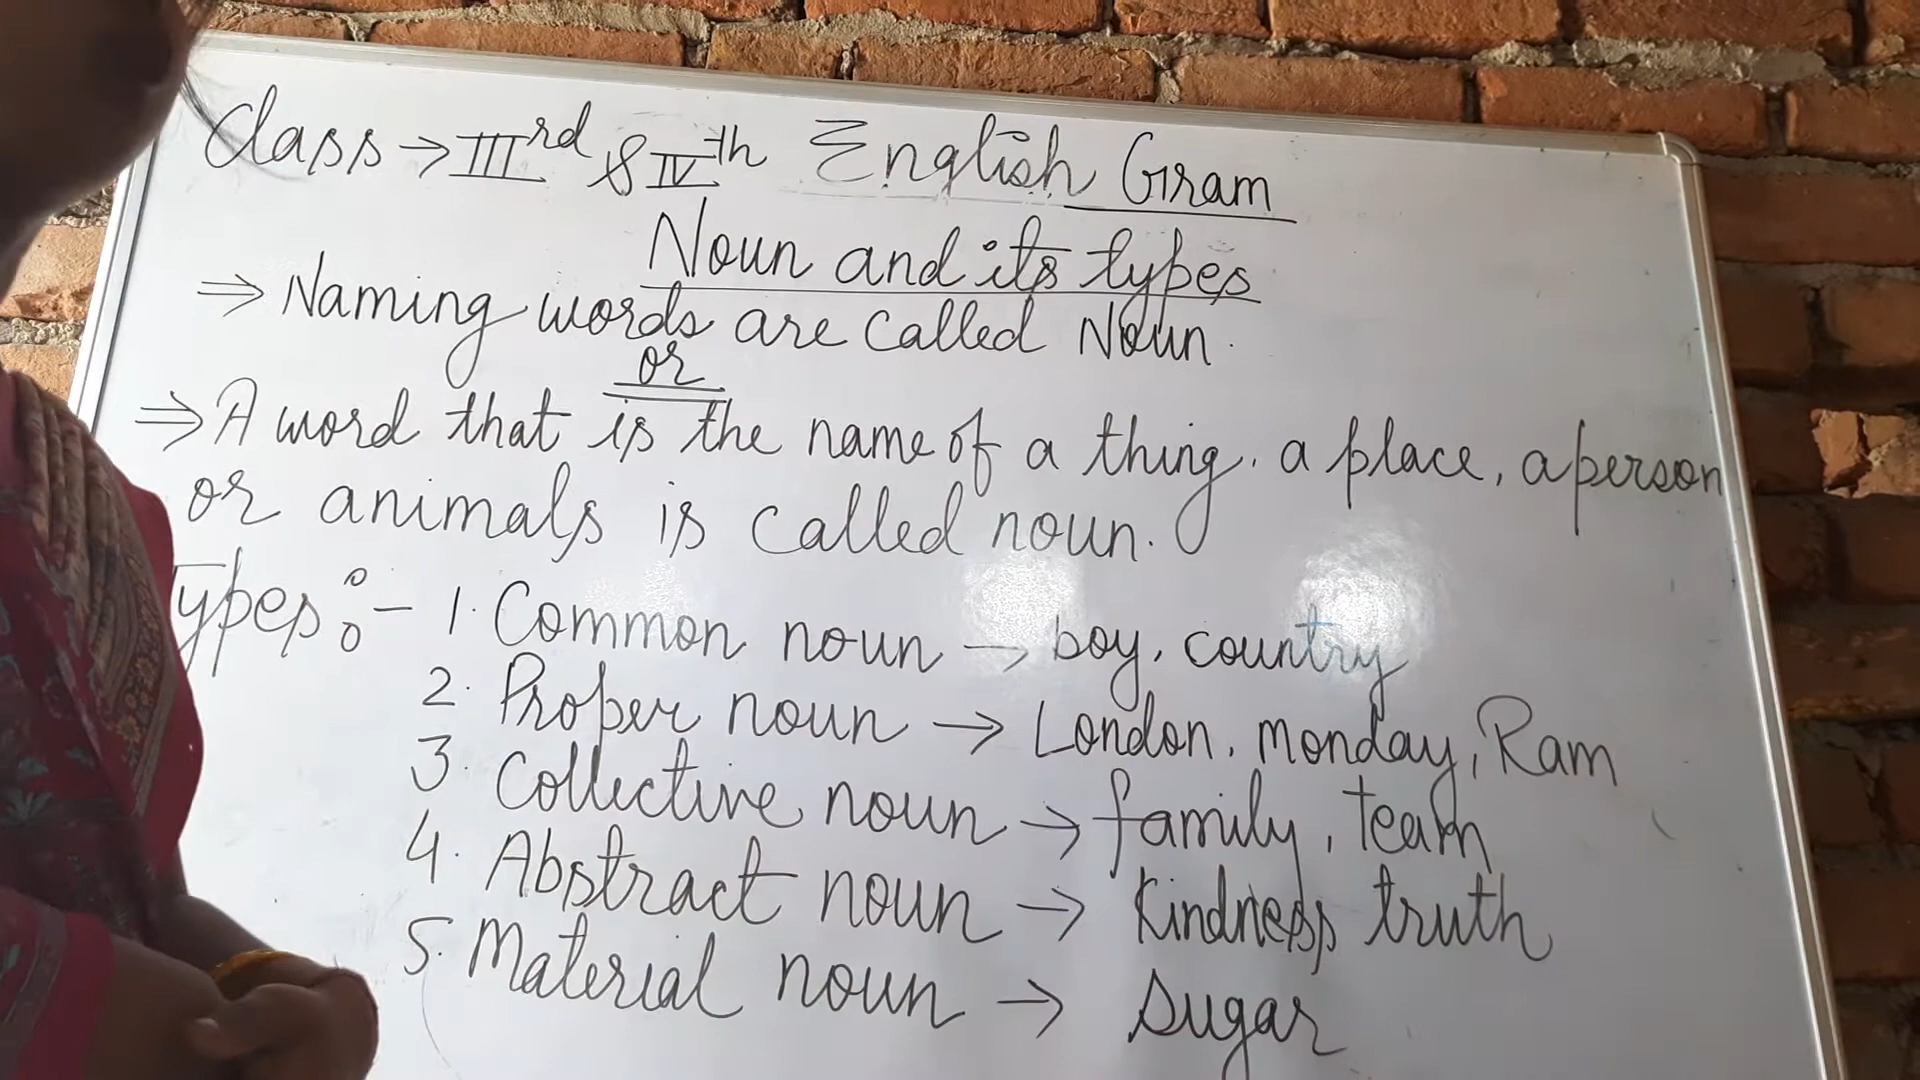 Class → IIIrd & IVth English Gram
Noun and its types
⇒ Naming words are called Noun.
or
⇒ A word that is the name of a thing, a place, a person
or animals is called noun.
Types :- 1. Common noun → boy, country
2. Proper noun → London, monday, Ram
3. Collective noun → family, team
4. Abstract noun → Kindness truth
5. Material noun → Sugar